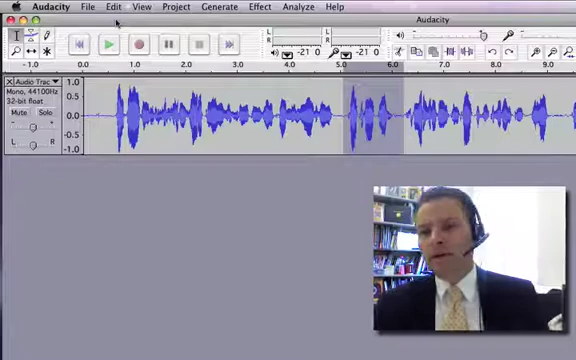 Audacity File Edit View Project Generate Effect Analyze Help
Audacity
L
R
L
R
-21 0
-21 0
-1.0 0.0 1.0 2.0 3.0 4.0 5.0 6.0 7.0 8.0 9.0
Audio Trac
Mono, 44100Hz
32-bit float
Mute Solo
- +
L R
1.0
0.5
0.0
-0.5
-1.0